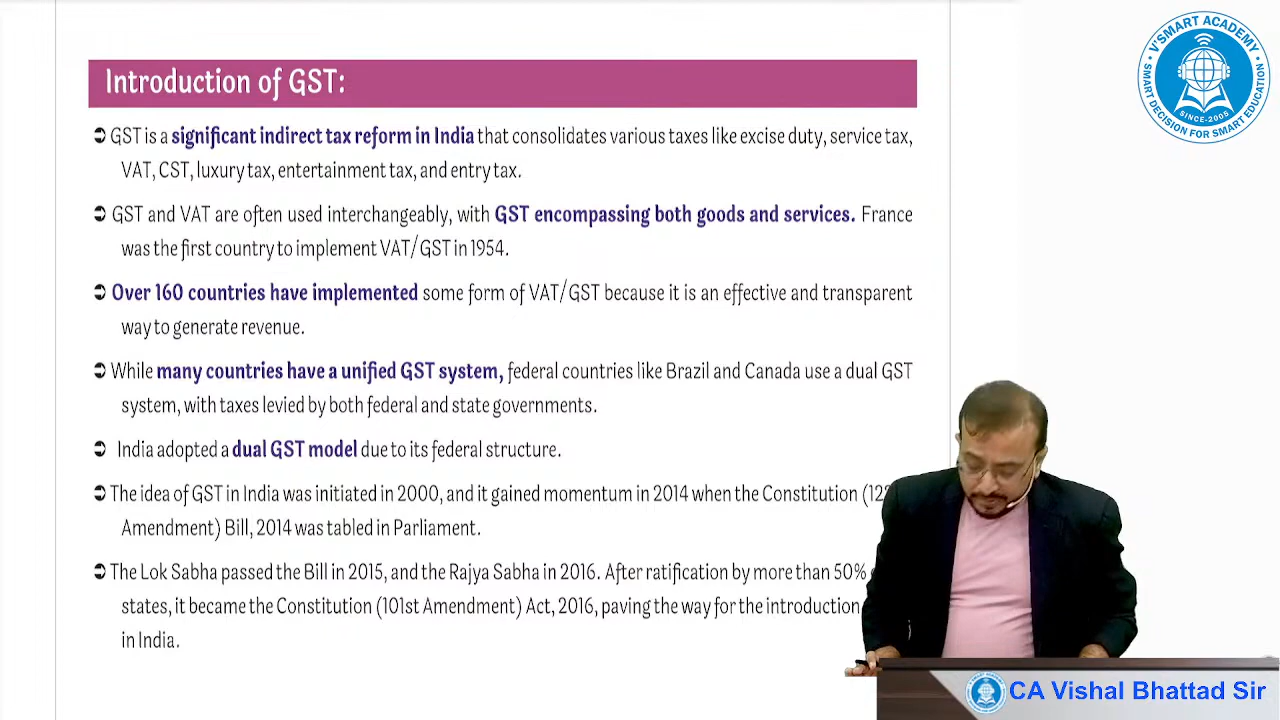 Introduction of GST:
➲ GST is a significant indirect tax reform in India that consolidates various taxes like excise duty, service tax,
VAT, CST, luxury tax, entertainment tax, and entry tax.
➲ GST and VAT are often used interchangeably, with GST encompassing both goods and services. France
was the first country to implement VAT/GST in 1954.
➲ Over 160 countries have implemented some form of VAT/GST because it is an effective and transparent
way to generate revenue.
➲ While many countries have a unified GST system, federal countries like Brazil and Canada use a dual GST
system, with taxes levied by both federal and state governments.
➲ India adopted a dual GST model due to its federal structure.
➲ The idea of GST in India was initiated in 2000, and it gained momentum in 2014 when the Constitution
Amendment) Bill, 2014 was tabled in Parliament.
➲ The Lok Sabha passed the Bill in 2015, and the Rajya Sabha in 2016. After ratification by more than 50%
states, it became the Constitution (101st Amendment) Act, 2016, paving the way for the introduction
in India.
V'SMART ACADEMY
SMART DECISION FOR SMART EDUCATION
SINCE-2005
CA Vishal Bhattad Sir